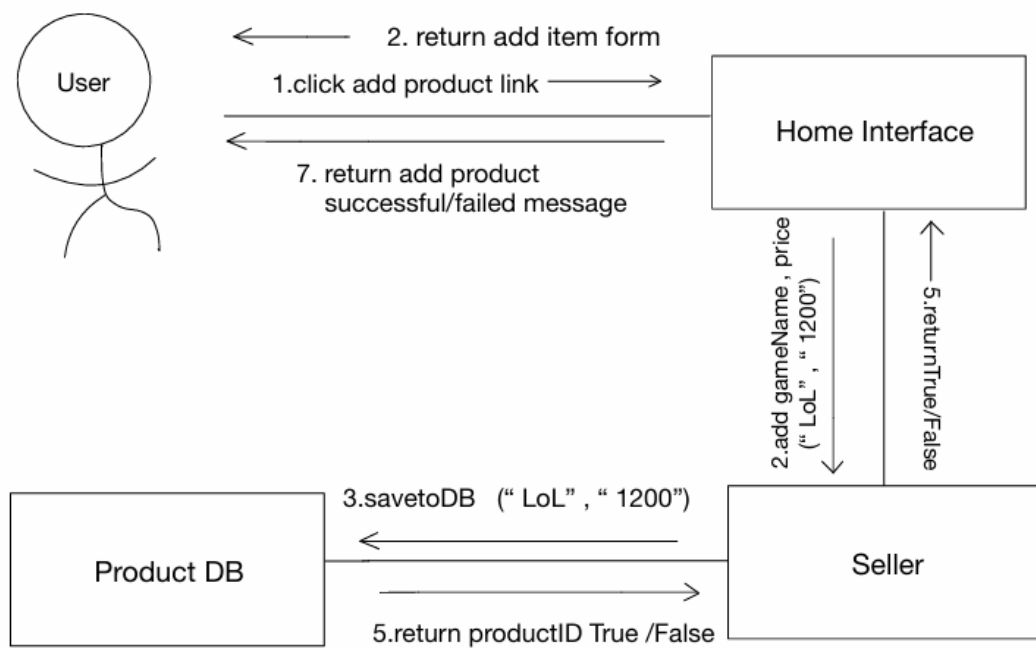 2. return add item form
User
1.click add product link
Home Interface
7. return add product
successful/failed message
2.add gameName , price
(” LoL” , “ 1200”)
5.returnTrue/False
3.savetoDB (“ LoL” , “ 1200”)
Product DB
Seller
5.return productID True /False